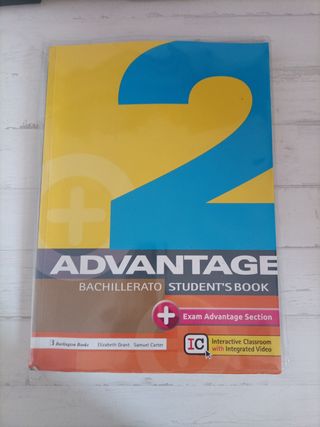 2
ADVANTAGE
BACHILLERATO STUDENT'S BOOK
+ Exam Advantage Section
Burlington Books Elizabeth Grant Samuel Carter
IC Interactive Classroom
with Integrated Video